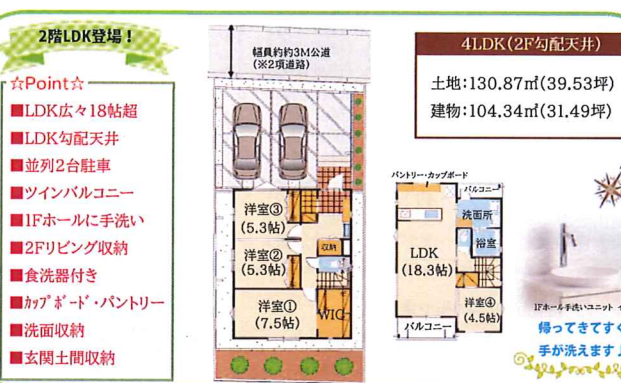 2階LDK登場！
☆Point☆
■LDK広々18帖超
■LDK勾配天井
■並列2台駐車
■ツインバルコニー
■1Fホールに手洗い
■2Fリビング収納
■食洗器付き
■カップボード・パントリー
■洗面収納
■玄関土間収納
幅員約約3M公道
(※2項道路)
洋室③
(5.3帖)
収納
洋室②
(5.3帖)
洋室①
(7.5帖)
WIC
4LDK(2F勾配天井)
土地:130.87㎡(39.53坪)
建物:104.34㎡(31.49坪)
パントリー・カップボード
バルコニー
洗面所
浴室
LDK
(18.3帖)
洋室④
(4.5帖)
バルコニー
1Fホール手洗いユニット
帰ってきてすぐ
手が洗えます